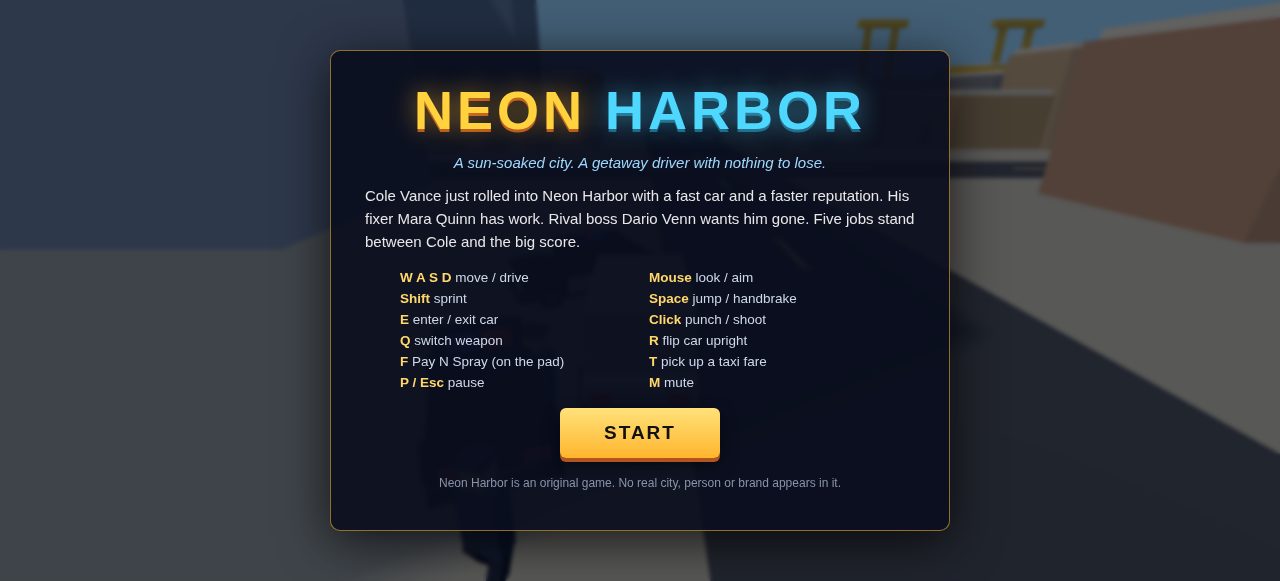 NEON HARBOR
A sun-soaked city. A getaway driver with nothing to lose.
Cole Vance just rolled into Neon Harbor with a fast car and a faster reputation. His
fixer Mara Quinn has work. Rival boss Dario Venn wants him gone. Five jobs stand
between Cole and the big score.
W A S D move / drive
Mouse look / aim
Shift sprint
Space jump / handbrake
E enter / exit car
Click punch / shoot
Q switch weapon
R flip car upright
F Pay N Spray (on the pad)
T pick up a taxi fare
P / Esc pause
M mute
START
Neon Harbor is an original game. No real city, person or brand appears in it.